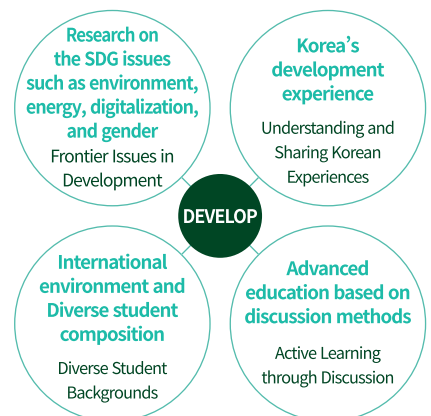 Research on
the SDG issues
such as environment,
energy, digitalization,
and gender
Frontier Issues in
Development
Korea's
development
experience
Understanding and
Sharing Korean
Experiences
DEVELOP
International
environment and
Diverse student
composition
Diverse Student
Backgrounds
Advanced
education based on
discussion methods
Active Learning
through Discussion